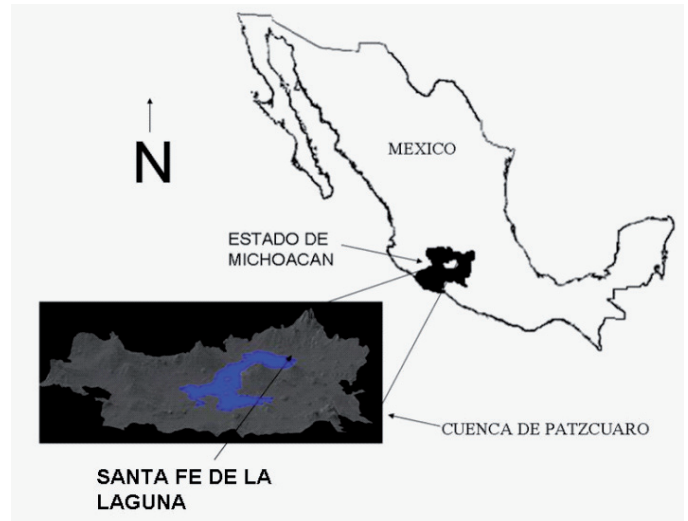 MEXICO
N
ESTADO DE
MICHOACAN
CUENCA DE PATZCUARO
SANTA FE DE LA
LAGUNA